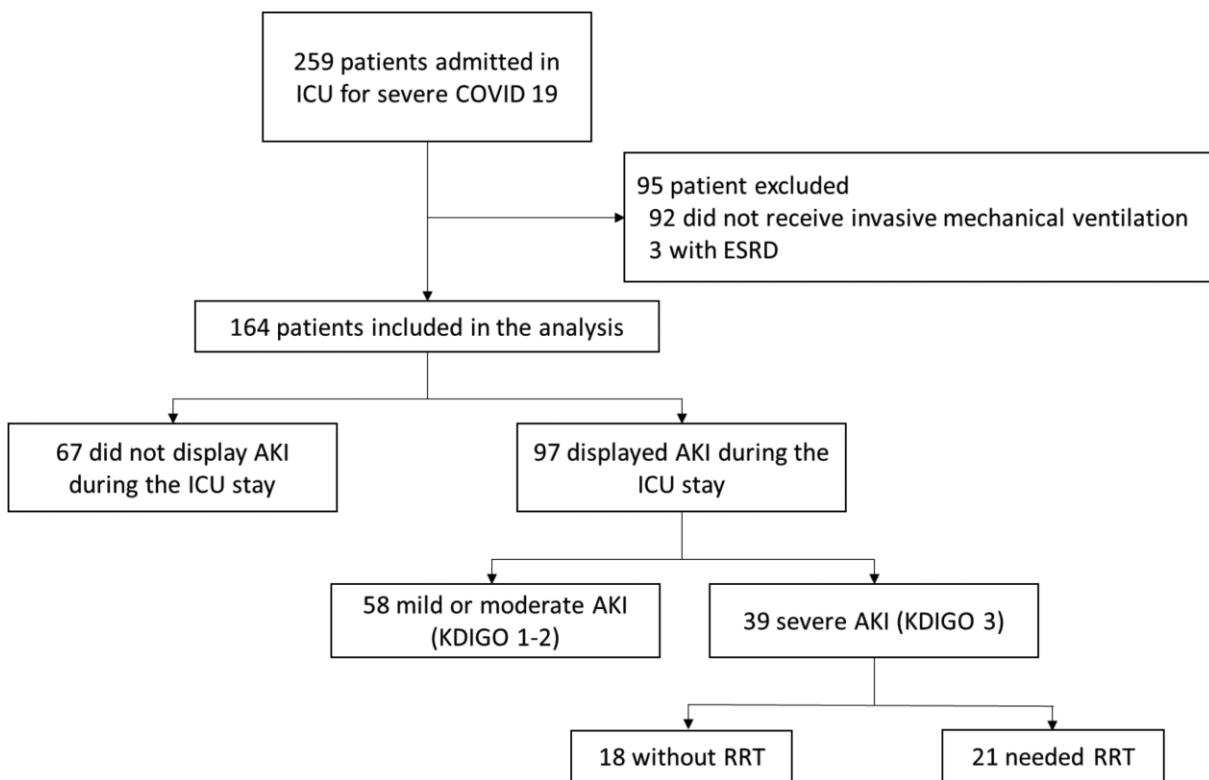 259 patients admitted in
ICU for severe COVID 19
95 patient excluded
92 did not receive invasive mechanical ventilation
3 with ESRD
164 patients included in the analysis
67 did not display AKI
during the ICU stay
97 displayed AKI during the
ICU stay
58 mild or moderate AKI
(KDIGO 1-2)
39 severe AKI (KDIGO 3)
18 without RRT
21 needed RRT